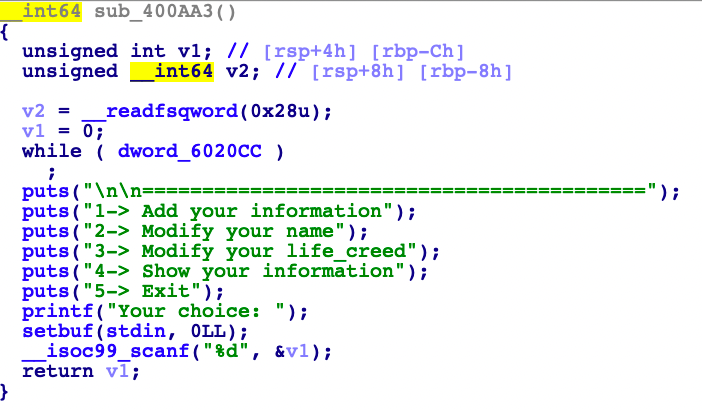 __int64 sub_400AA3()
{
unsigned int v1; // [rsp+4h] [rbp-Ch]
unsigned __int64 v2; // [rsp+8h] [rbp-8h]
v2 = __readfsqword(0x28u);
v1 = 0;
while ( dword_6020CC )
;
puts("\n\n==========================================");
puts("1-> Add your information");
puts("2-> Modify your name");
puts("3-> Modify your life_creed");
puts("4-> Show your information");
puts("5-> Exit");
printf("Your choice: ");
setbuf(stdin, 0LL);
__isoc99_scanf("%d", &v1);
return v1;
}